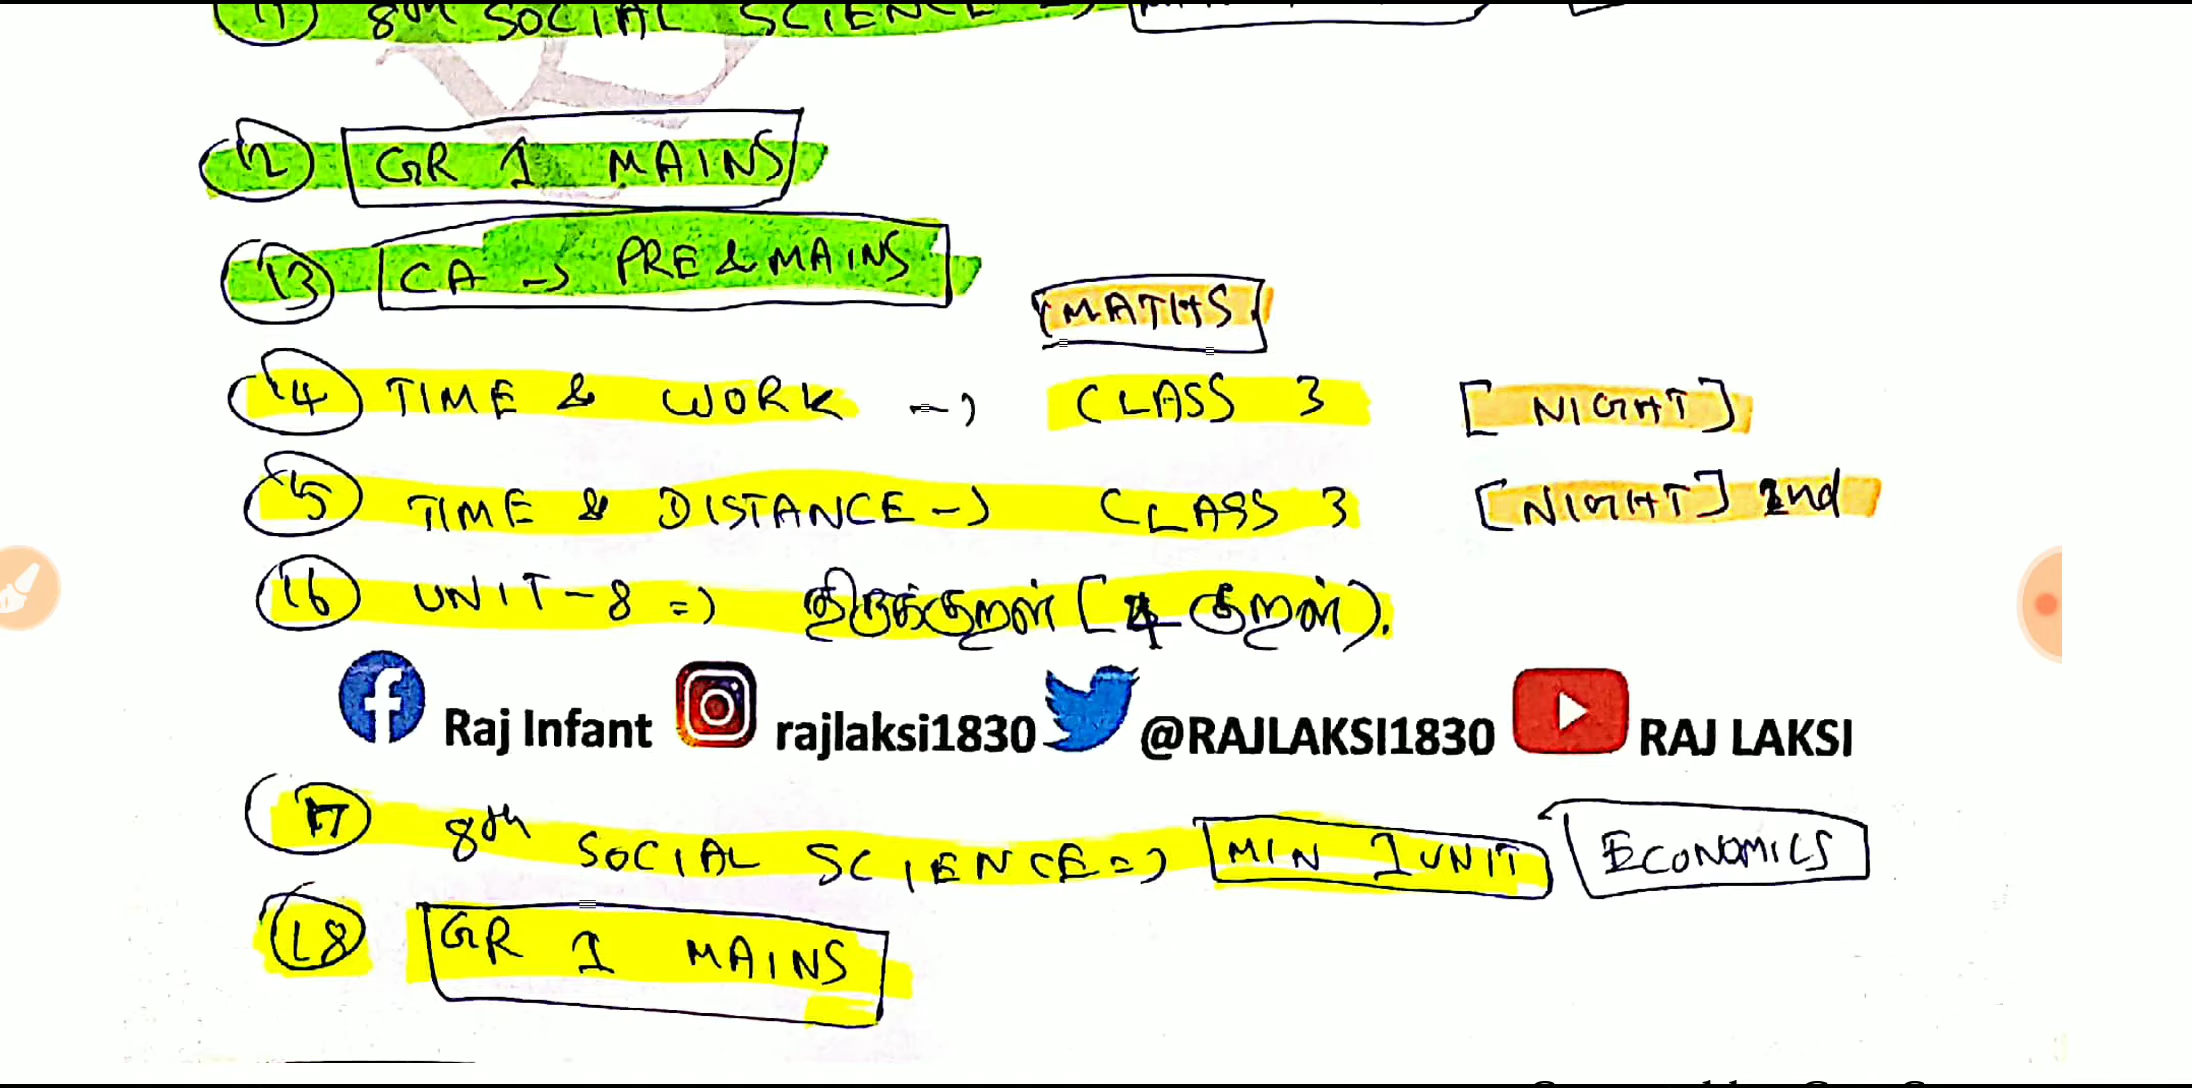 11 8th SOCIAL SCIENCE =>
12 GR 1 MAINS
13 CA -> PRE & MAINS
MATHS
14 TIME & WORK -> CLASS 3 [NIGHT]
15 TIME & DISTANCE -> CLASS 3 [NIGHT] 2nd
16 UNIT-8 => திருக்குறள் [4 குறள்).
Raj Infant rajlaksi1830 @RAJLAKSI1830 RAJ LAKSI
17 8th SOCIAL SCIENCE => MIN 1 UNIT ECONOMICS
18 GR 1 MAINS